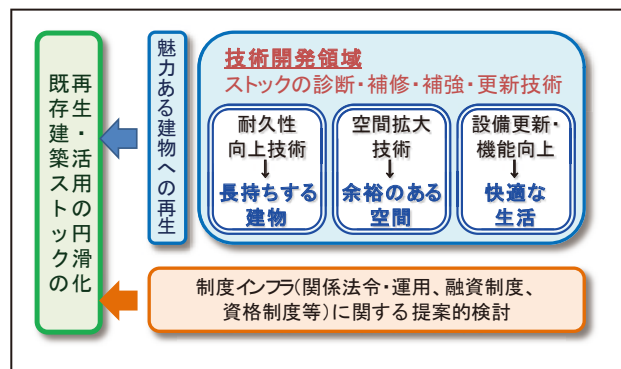 既存建築ストックの
再生・活用の円滑化
魅力ある建物への再生
技術開発領域
ストックの診断・補修・補強・更新技術
耐久性
向上技術
↓
長持ちする
建物
空間拡大
技術
↓
余裕のある
空間
設備更新・
機能向上
↓
快適な
生活
制度インフラ(関係法令・運用、融資制度、
資格制度等)に関する提案的検討